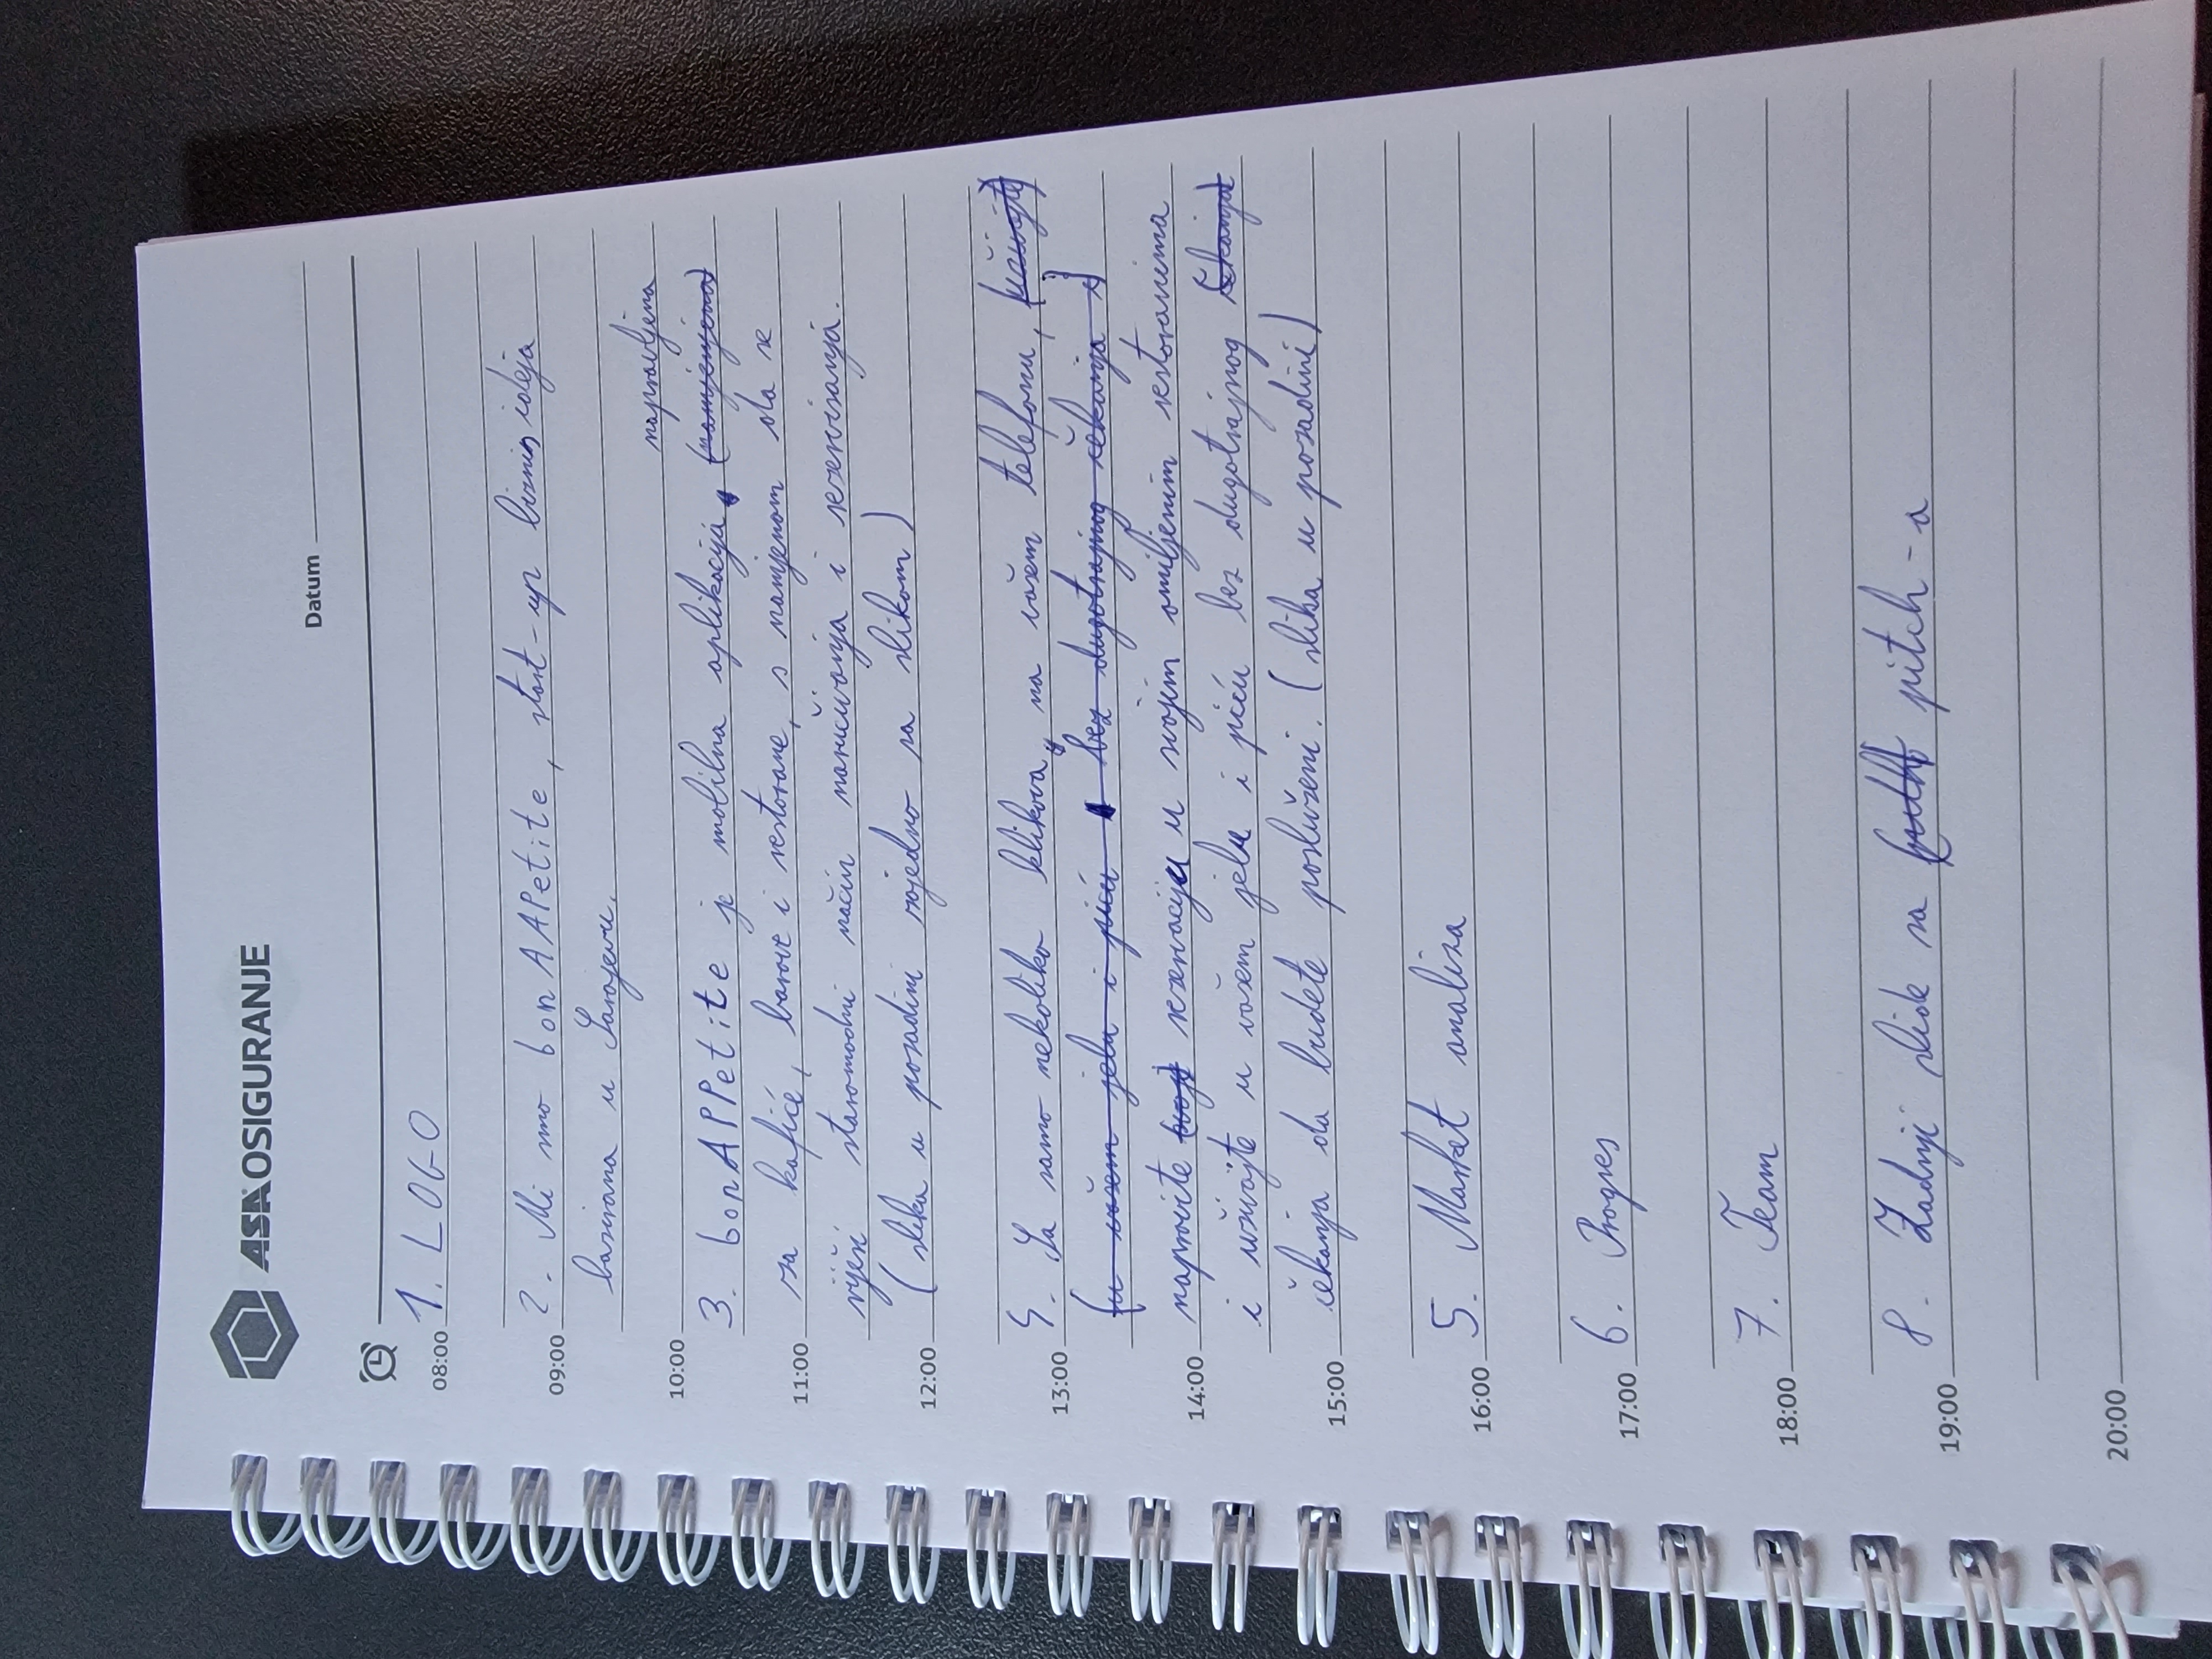 ASA OSIGURANJE
Datum
08:00 1. LOGO
09:00 2. Mi smo bonAAPetite, start-up biznis ideja
bazirana u Sarajevu.
10:00 napravljena
3. bonAPPetite je mobilna aplikacija, (namjenjena)
11:00 za kafiće, barove i restorane, s namjenom da se
riješi staromodni način naručivanja i rezervisanja.
12:00 (slika u pozadini zajedno sa slikom)
13:00 4. Sa samo nekoliko klikova, na vašem telefonu, (uživajte)
(u vašem jelu i piću bez dugotrajnog čekanja i)
14:00 napravite (svoje) rezervaciju u svojim omiljenim restoranima
i uživajte u vašem jelu i piću bez dugotrajnog čekanja
15:00 čekanja da budete posluženi. (slika u pozadini)
16:00 5. Market analiza
17:00 6. Progres
18:00 7. Team
19:00 8. Zadnji slide sa pitch-a
20:00